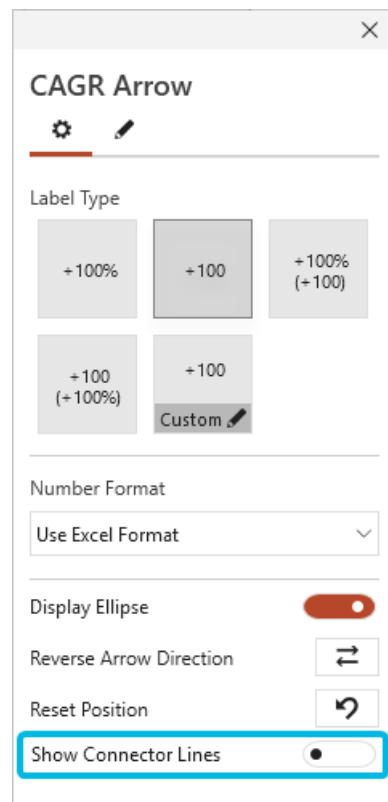 CAGR Arrow
Label Type
+100%
+100
+100%
(+100)
+100
(+100%)
+100
Custom
Number Format
Use Excel Format
Display Ellipse
Reverse Arrow Direction
Reset Position
Show Connector Lines